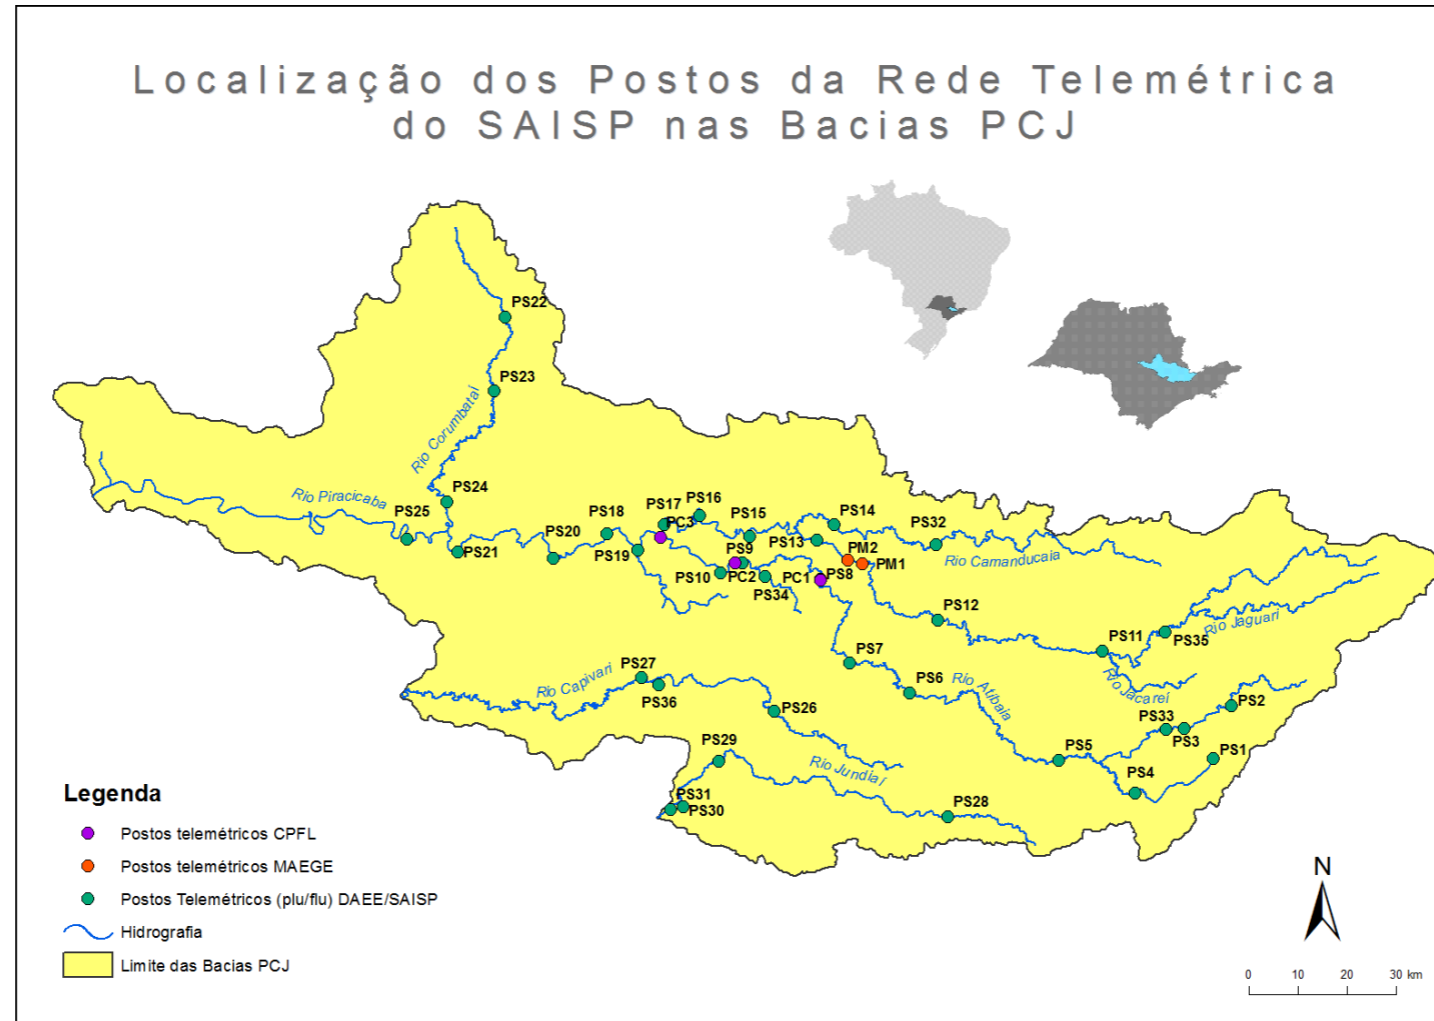 Localização dos Postos da Rede Telemétrica
do SAISP nas Bacias PCJ
PS22
PS23
Rio Corumbataí
PS24
Rio Piracicaba
PS25
PS21
PS20
PS18
PS19
PS17
PC3
PS16
PS15
PS9
PS10
PC2
PS34
PS13
PS14
PC1
PS8
PM2
PM1
PS32
Rio Camanducaia
PS12
PS11
PS35
Rio Jaguari
Rio Jacareí
PS7
PS6
Rio Atibaia
PS27
PS36
Rio Capivari
PS26
PS33
PS3
PS2
PS1
PS5
PS4
PS29
Rio Jundiaí
PS28
PS31
PS30
Legenda
Postos telemétricos CPFL
Postos telemétricos MAEGE
Postos Telemétricos (plu/flu) DAEE/SAISP
Hidrografia
Limite das Bacias PCJ
N
0 10 20 30 km